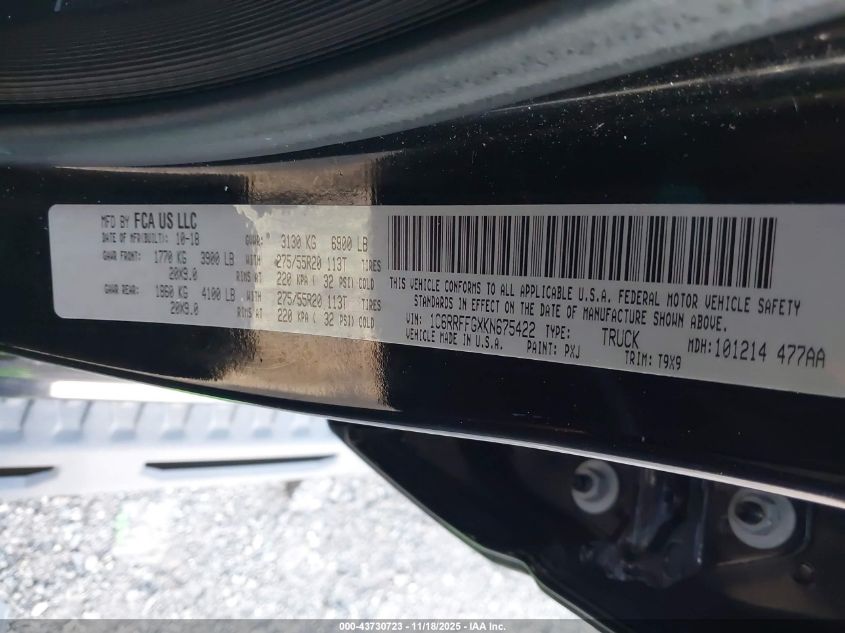 MFD BY FCA US LLC
DATE OF MFR(BUILT): 10-18
GVWR: 3130 KG 6900 LB
GAWR FRONT: 1770 KG 3900 LB WITH 275/55R20 113T TIRES
20X9.0 RIMS AT 220 KPA ( 32 PSI) COLD
GAWR REAR: 1860 KG 4100 LB WITH 275/55R20 113T TIRES
20X9.0 RIMS AT 220 KPA ( 32 PSI) COLD
THIS VEHICLE CONFORMS TO ALL APPLICABLE U.S.A. FEDERAL MOTOR VEHICLE SAFETY
STANDARDS IN EFFECT ON THE DATE OF MANUFACTURE SHOWN ABOVE.
VIN: 1C6RRFFGXKN675422 TYPE: TRUCK MDH: 101214 477AA
VEHICLE MADE IN U.S.A. PAINT: PXJ TRIM: T9X9
000-43730723 — 11/18/2025 — IAA Inc.